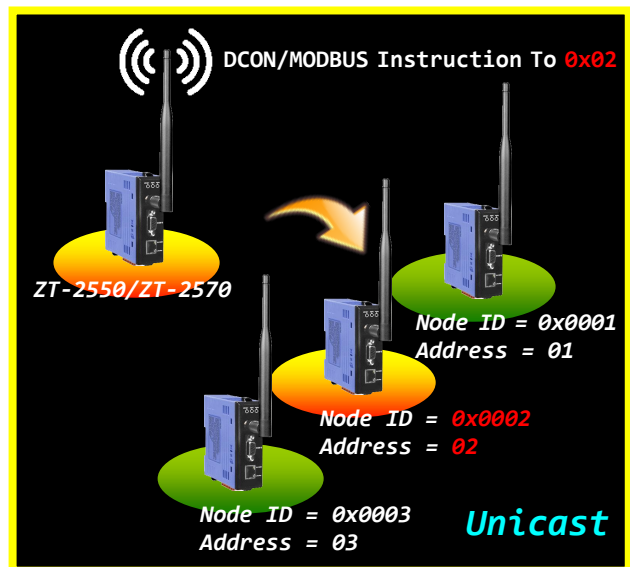 DCON/MODBUS Instruction To 0x02
ZT-2550/ZT-2570
Node ID = 0x0001
Address = 01
Node ID = 0x0002
Address = 02
Node ID = 0x0003
Address = 03
Unicast